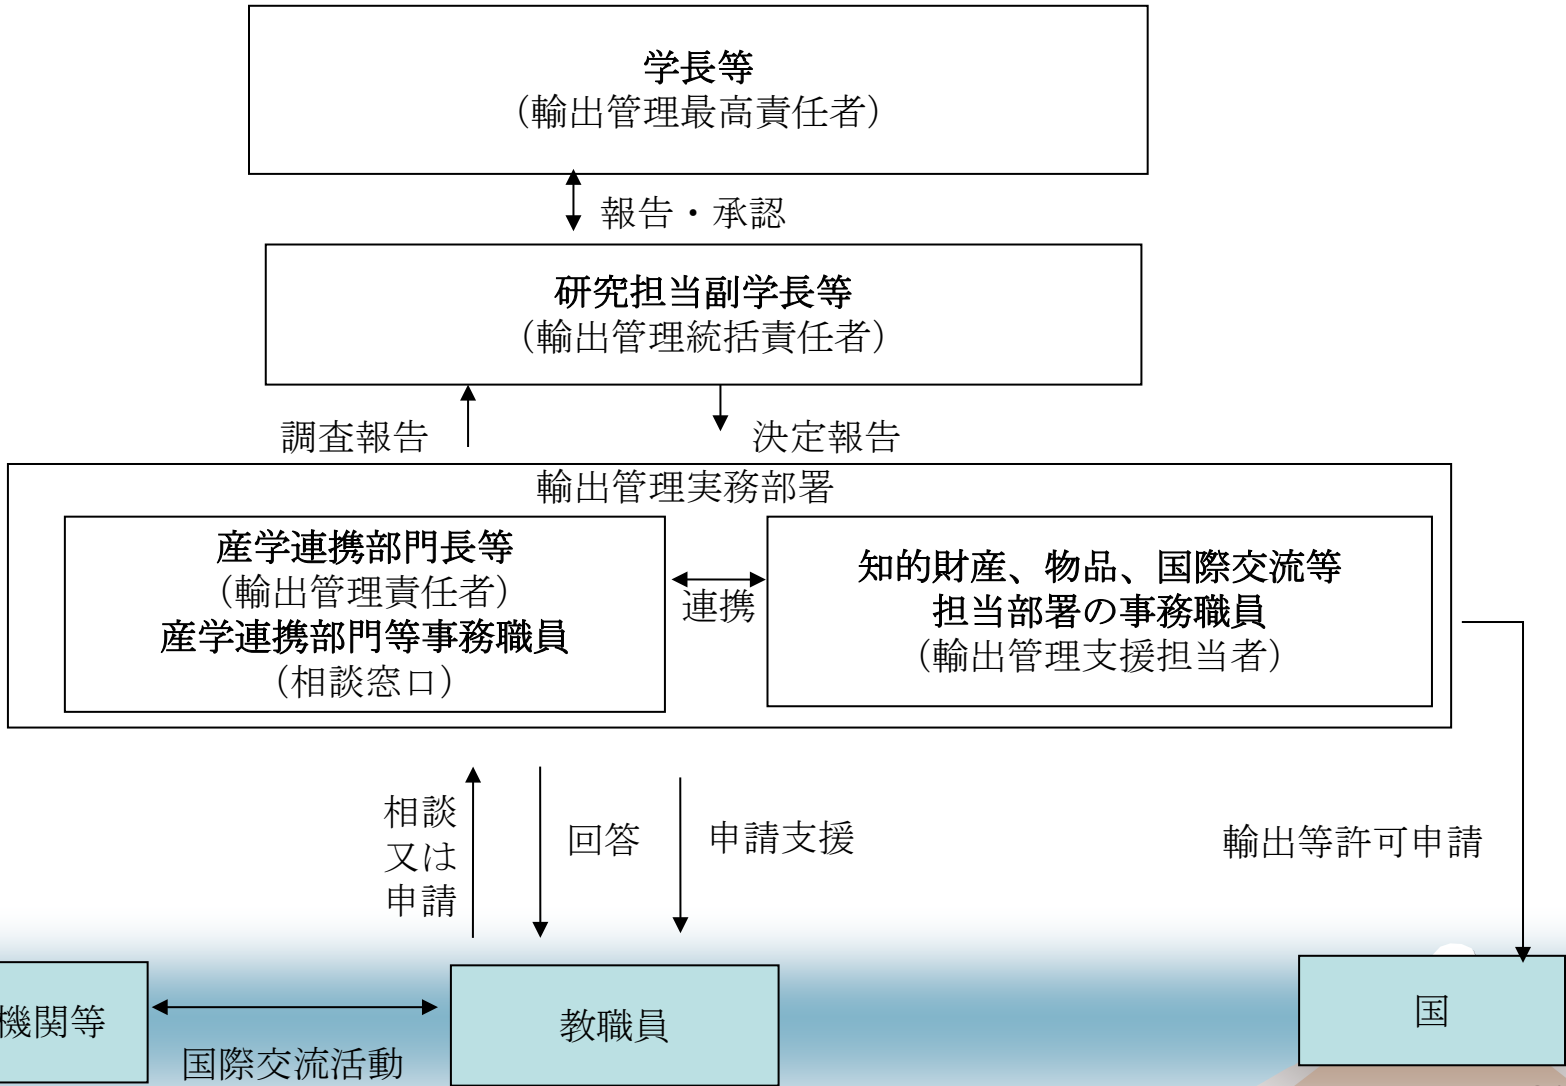 学長等
（輸出管理最高責任者）
報告・承認
研究担当副学長等
（輸出管理統括責任者）
調査報告
決定報告
輸出管理実務部署
産学連携部門長等
（輸出管理責任者）
産学連携部門等事務職員
（相談窓口）
連携
知的財産、物品、国際交流等
担当部署の事務職員
（輸出管理支援担当者）
相談
又は
申請
回答
申請支援
輸出等許可申請
機関等
国際交流活動
教職員
国